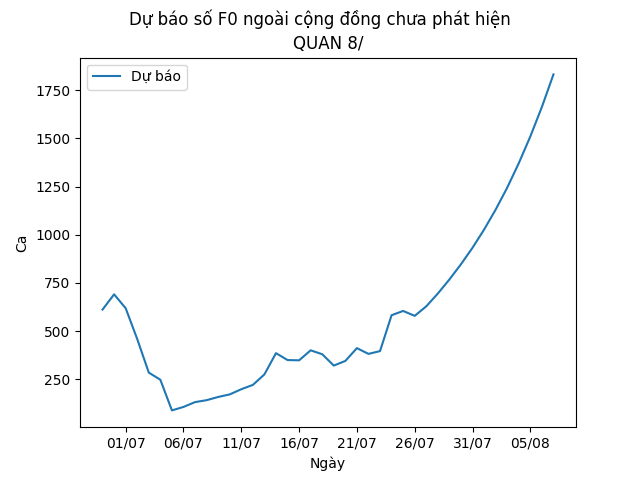 Dự báo số F0 ngoài cộng đồng chưa phát hiện
QUAN 8/
Dự báo
1750
1500
1250
1000
750
500
250
Ca
01/07 06/07 11/07 16/07 21/07 26/07 31/07 05/08
Ngày